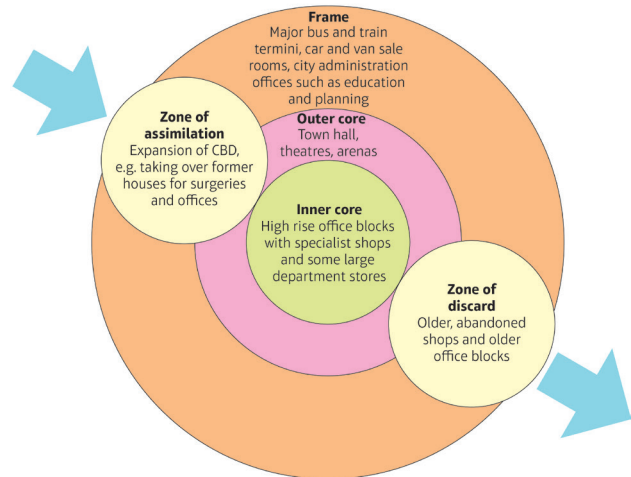 Frame
Major bus and train
termini, car and van sale
rooms, city administration
offices such as education
and planning
Zone of
assimilation
Expansion of CBD,
e.g. taking over former
houses for surgeries
and offices
Outer core
Town hall,
theatres, arenas
Inner core
High rise office blocks
with specialist shops
and some large
department stores
Zone of
discard
Older, abandoned
shops and older
office blocks